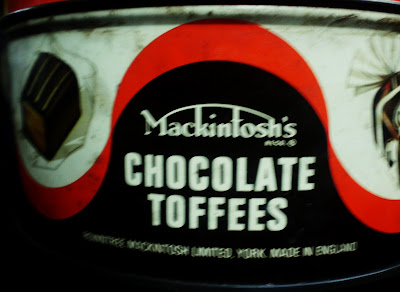 Mackintosh's
CHOCOLATE
TOFFEES
ROWNTREE MACKINTOSH LIMITED, YORK. MADE IN ENGLAND